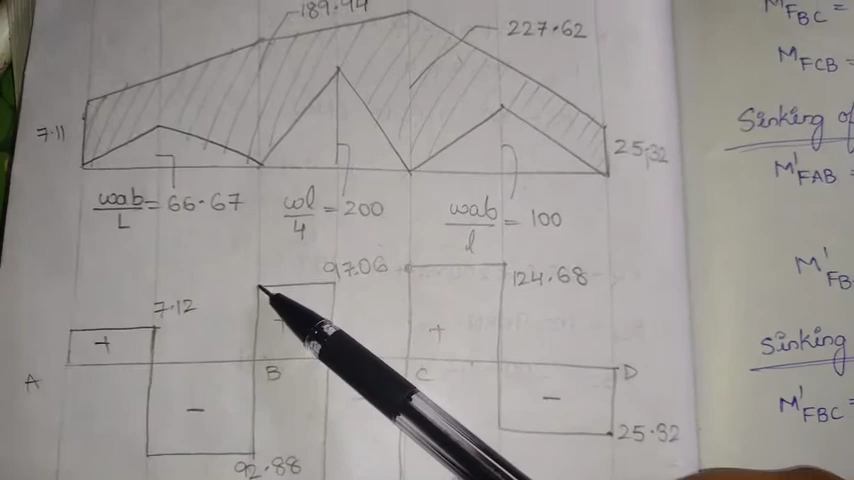 189.94
227.62
7.11
25.32
wab/L = 66.67
wl/4 = 200
wab/l = 100
97.06
124.68
7.12
+
+
+
A
B
C
D
-
-
92.88
25.32
MFBC =
MFCB =
Sinking of
M'FAB =
M'FB
Sinking
M'FBC =